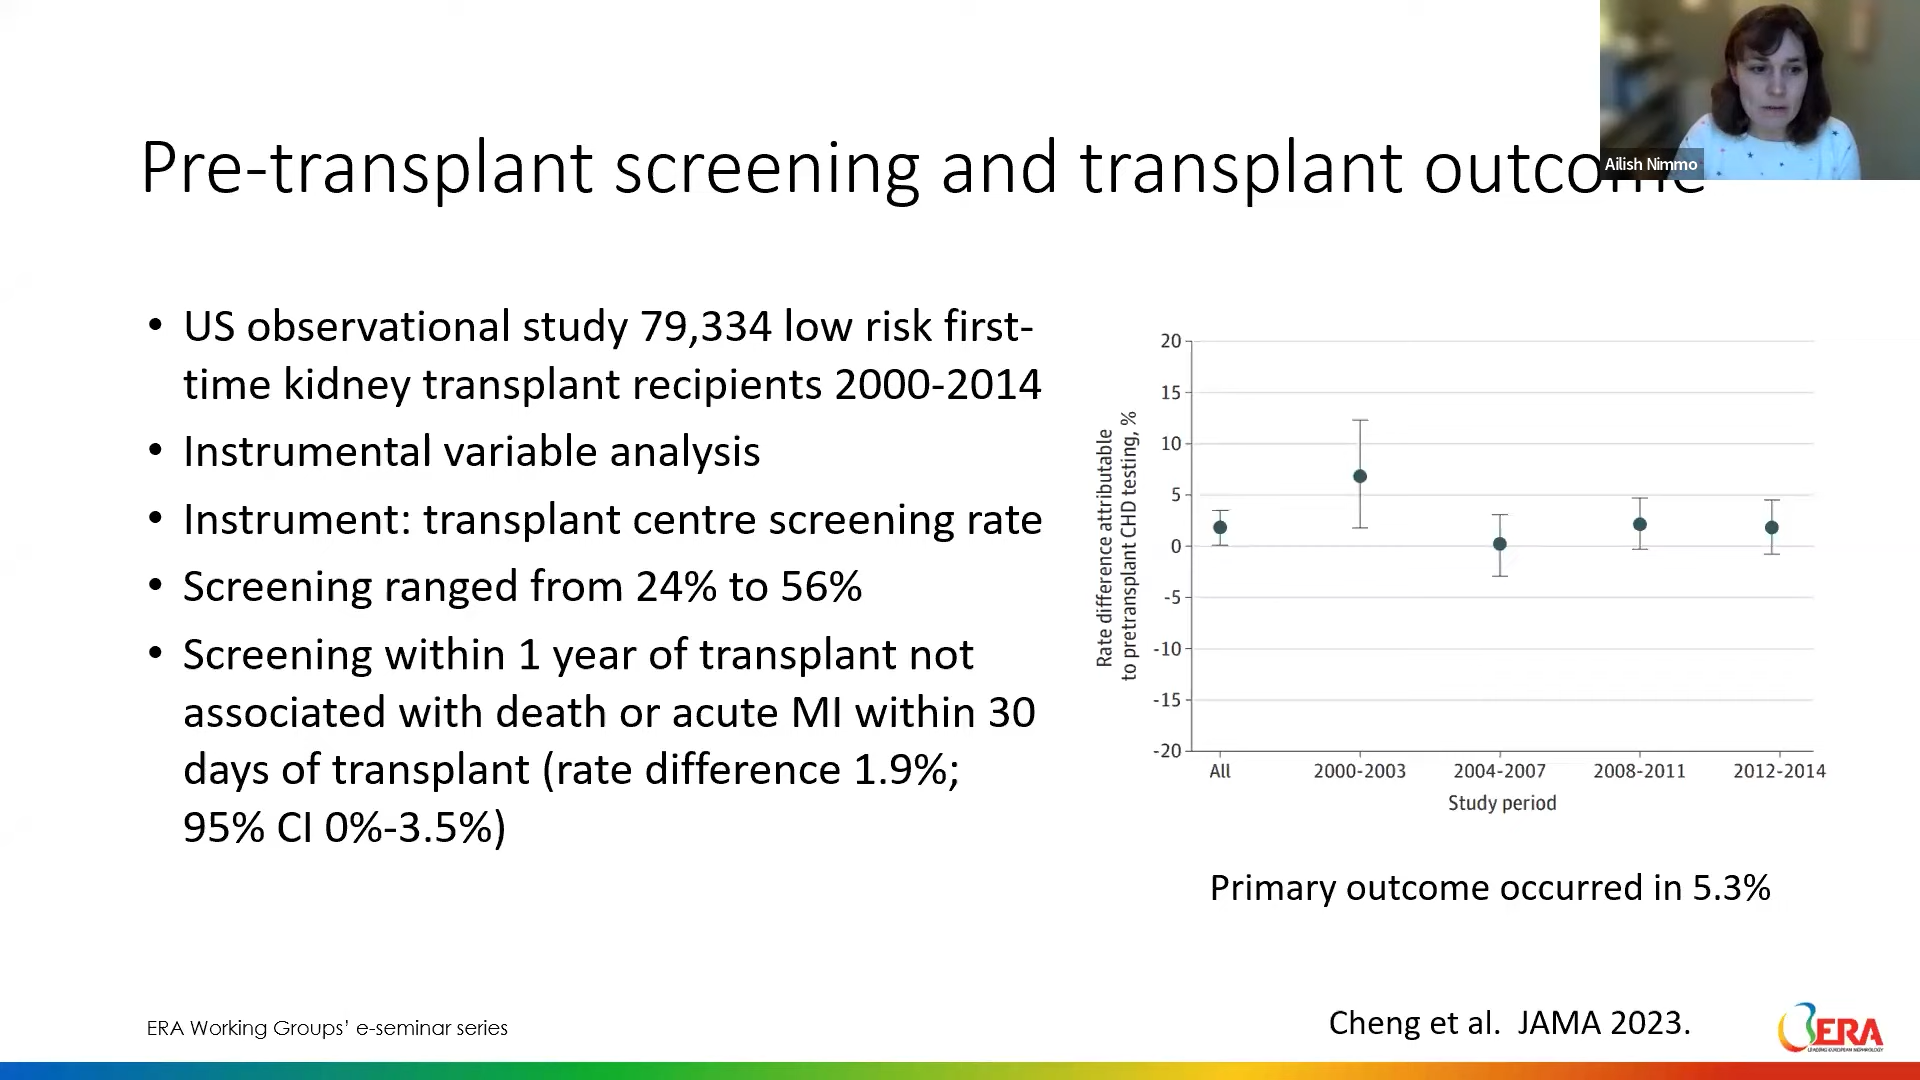 Ailish Nimmo
Pre-transplant screening and transplant outcome
• US observational study 79,334 low risk first-
time kidney transplant recipients 2000-2014
• Instrumental variable analysis
• Instrument: transplant centre screening rate
• Screening ranged from 24% to 56%
• Screening within 1 year of transplant not
associated with death or acute MI within 30
days of transplant (rate difference 1.9%;
95% CI 0%-3.5%)
Rate difference attributable
to pretransplant CHD testing, %
20
15
10
5
0
-5
-10
-15
-20
All 2000-2003 2004-2007 2008-2011 2012-2014
Study period
Primary outcome occurred in 5.3%
Cheng et al. JAMA 2023.
ERA Working Groups’ e-seminar series
ERA
LEADING EUROPEAN NEPHROLOGY